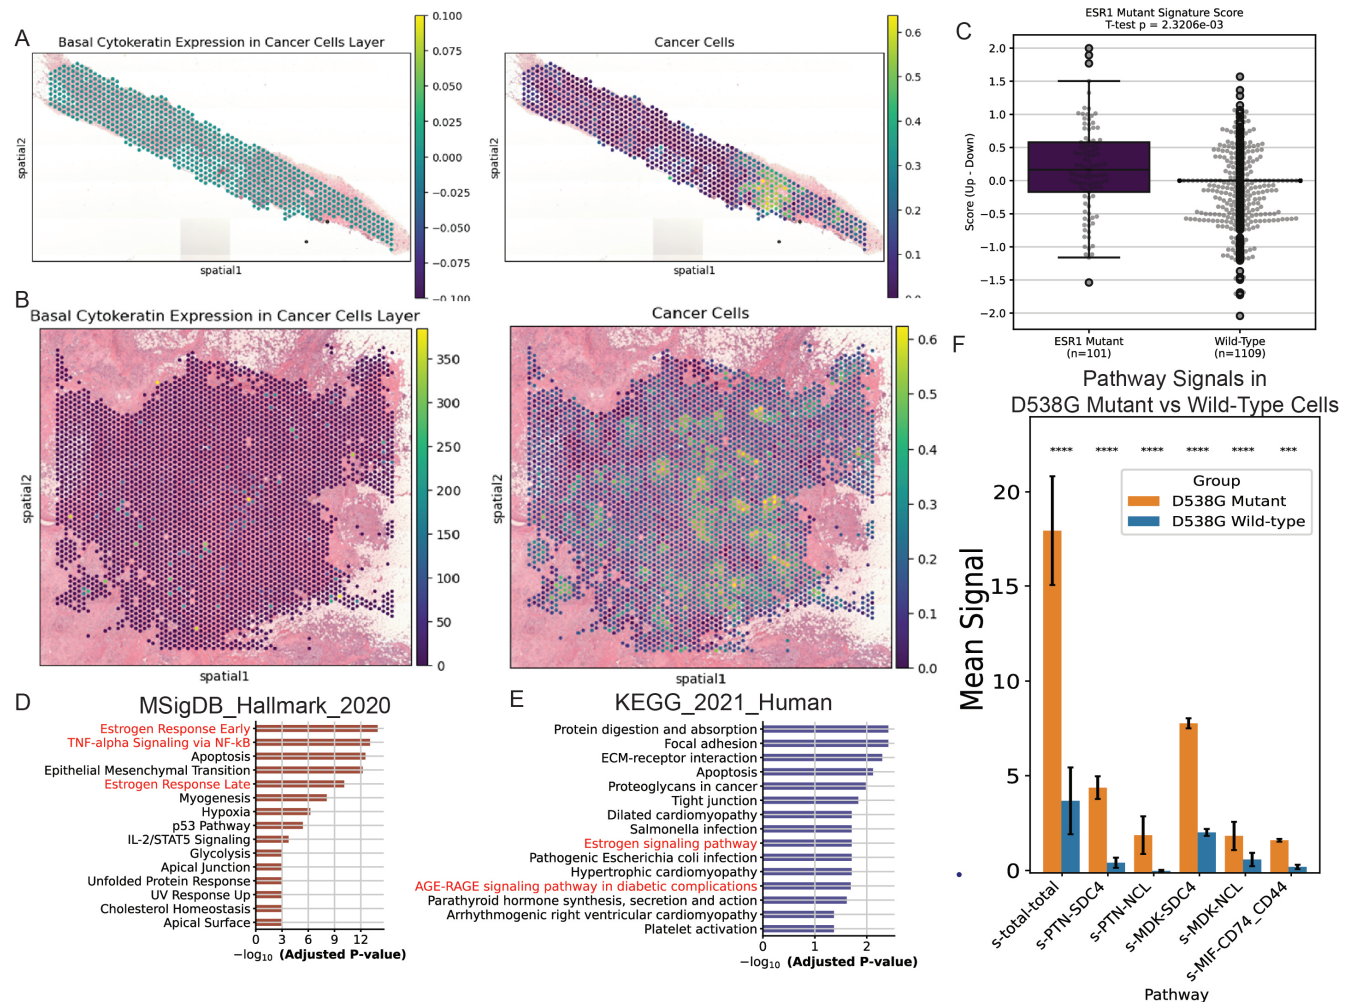 A
Basal Cytokeratin Expression in Cancer Cells Layer
spatial2
spatial1
0.100
0.075
0.050
0.025
0.000
−0.025
−0.050
−0.075
−0.100
Cancer Cells
spatial2
spatial1
0.6
0.5
0.4
0.3
0.2
0.1
0.0
C
ESR1 Mutant Signature Score
T-test p = 2.3206e-03
Score (Up - Down)
2.0
1.5
1.0
0.5
0.0
−0.5
−1.0
−1.5
−2.0
ESR1 Mutant
(n=101)
Wild-Type
(n=1109)
B
Basal Cytokeratin Expression in Cancer Cells Layer
spatial2
spatial1
350
300
250
200
150
100
50
0
Cancer Cells
spatial2
spatial1
0.6
0.5
0.4
0.3
0.2
0.1
0.0
D
MSigDB_Hallmark_2020
Estrogen Response Early
TNF-alpha Signaling via NF-kB
Apoptosis
Epithelial Mesenchymal Transition
Estrogen Response Late
Myogenesis
Hypoxia
p53 Pathway
IL-2/STAT5 Signaling
Glycolysis
Apical Junction
Unfolded Protein Response
UV Response Up
Cholesterol Homeostasis
Apical Surface
0 3 6 9 12
−log10 (Adjusted P-value)
E
KEGG_2021_Human
Protein digestion and absorption
Focal adhesion
ECM-receptor interaction
Apoptosis
Proteoglycans in cancer
Tight junction
Dilated cardiomyopathy
Salmonella infection
Estrogen signaling pathway
Pathogenic Escherichia coli infection
Hypertrophic cardiomyopathy
AGE-RAGE signaling pathway in diabetic complications
Parathyroid hormone synthesis, secretion and action
Arrhythmogenic right ventricular cardiomyopathy
Platelet activation
0 1 2
−log10 (Adjusted P-value)
F
Pathway Signals in
D538G Mutant vs Wild-Type Cells
**** **** **** **** **** ***
Group
D538G Mutant
D538G Wild-type
Mean Signal
20
15
10
5
0
s-total-total
s-PTN-SDC4
s-PTN-NCL
s-MDK-SDC4
s-MDK-NCL
s-MIF-CD74_CD44
Pathway